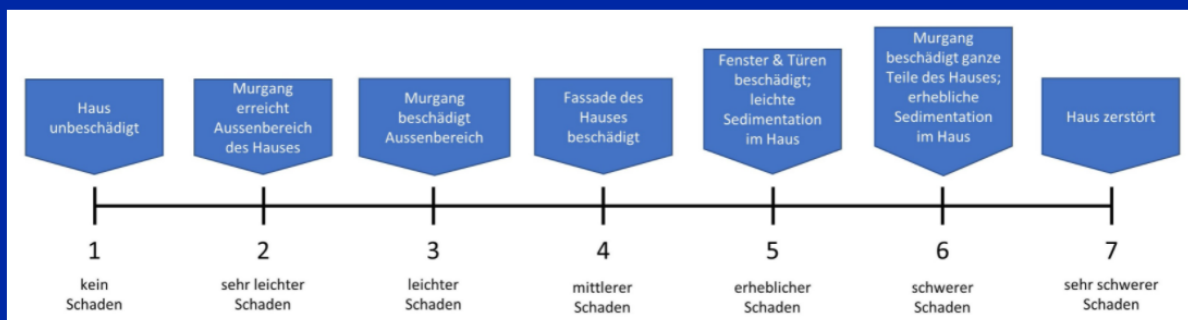 Haus
unbeschädigt
Murgang
erreicht
Aussenbereich
des Hauses
Murgang
beschädigt
Aussenbereich
Fassade des
Hauses
beschädigt
Fenster & Türen
beschädigt;
leichte
Sedimentation
im Haus
Murgang
beschädigt ganze
Teile des Hauses;
erhebliche
Sedimentation
im Haus
Haus zerstört
1
2
3
4
5
6
7
kein
Schaden
sehr leichter
Schaden
leichter
Schaden
mittlerer
Schaden
erheblicher
Schaden
schwerer
Schaden
sehr schwerer
Schaden